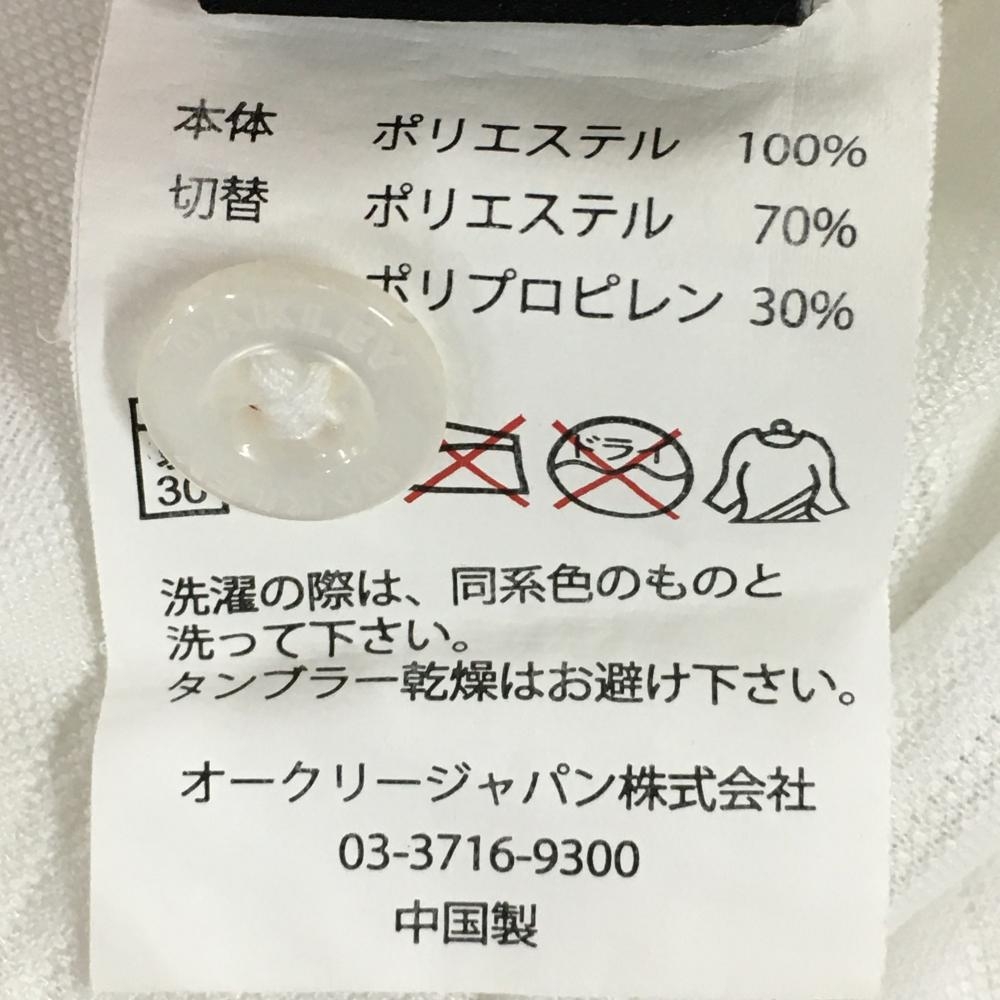 本体 ポリエステル 100%
切替 ポリエステル 70%
ポリプロピレン 30%
30
ドライ
洗濯の際は、同系色のものと
洗って下さい。
タンブラー乾燥はお避け下さい。
オークリージャパン株式会社
03-3716-9300
中国製